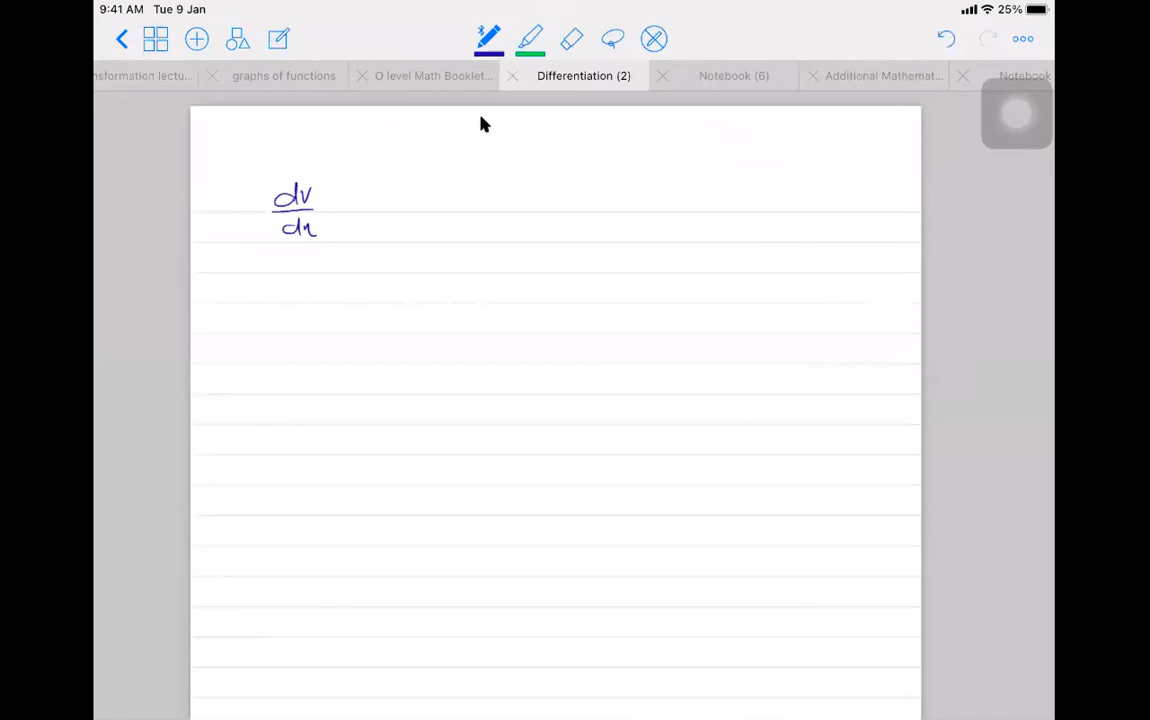 9:41 AM Tue 9 Jan
25%
nsformation lectu...
graphs of functions
O level Math Booklet...
Differentiation (2)
Notebook (6)
Additional Mathemat...
Notebook
dv
dx